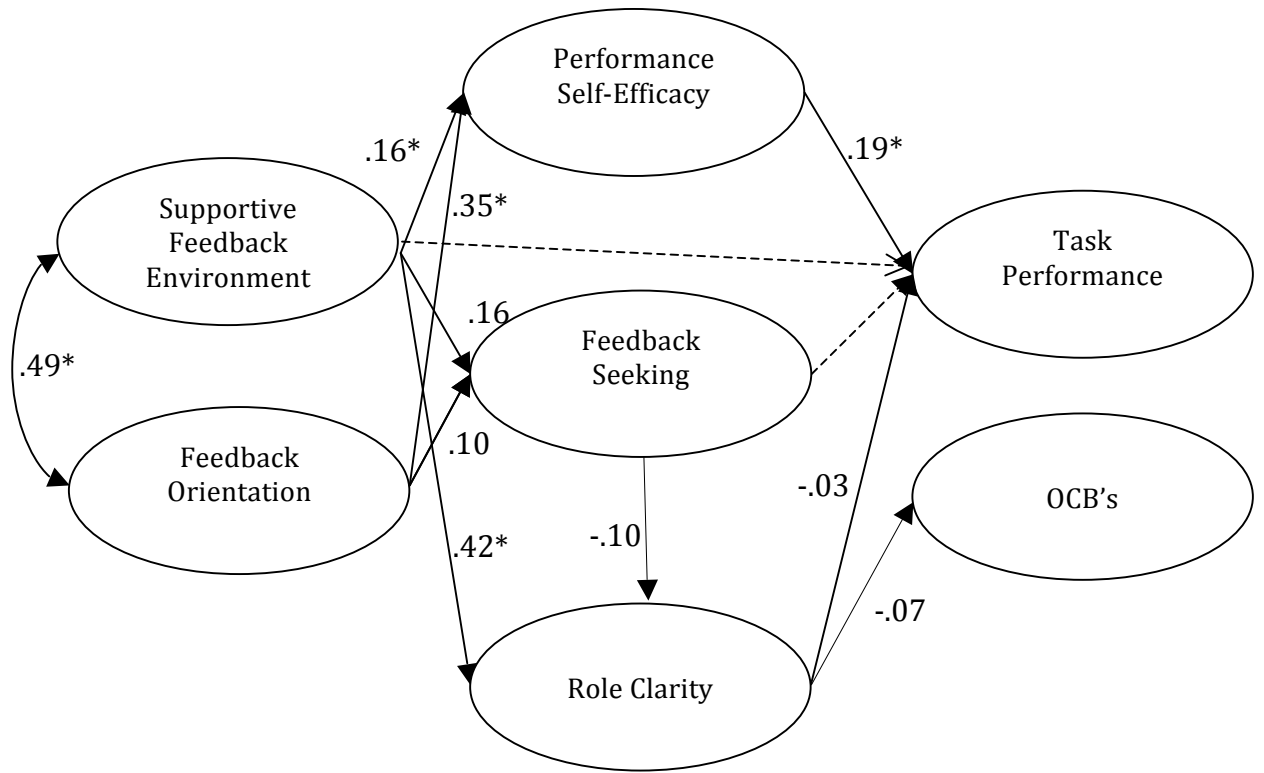 Performance
Self-Efficacy
.16*
.19*
Supportive
Feedback
Environment
.35*
Task
Performance
.16
Feedback
Seeking
.49*
.10
Feedback
Orientation
-.03
OCB’s
-.10
.42*
-.07
Role Clarity